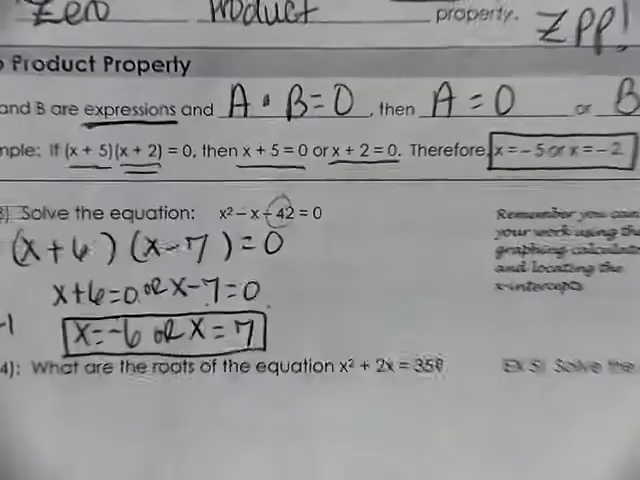 Zero Product property. ZPP!
Product Property
and B are expressions and A • B = 0, then A = 0 or B
If (x + 5)(x + 2) = 0, then x + 5 = 0 or x + 2 = 0. Therefore, x = -5 or x = -2
3) Solve the equation: x² - x - 42 = 0
Remember you can
your work using the
graphing calculator
and locating the
x-intercepts
(x+6)(x-7)=0
x+6=0 or x-7=0
-1
x=-6 or x=7
4): What are the roots of the equation x² + 2x = 35?
EX 5) Solve the